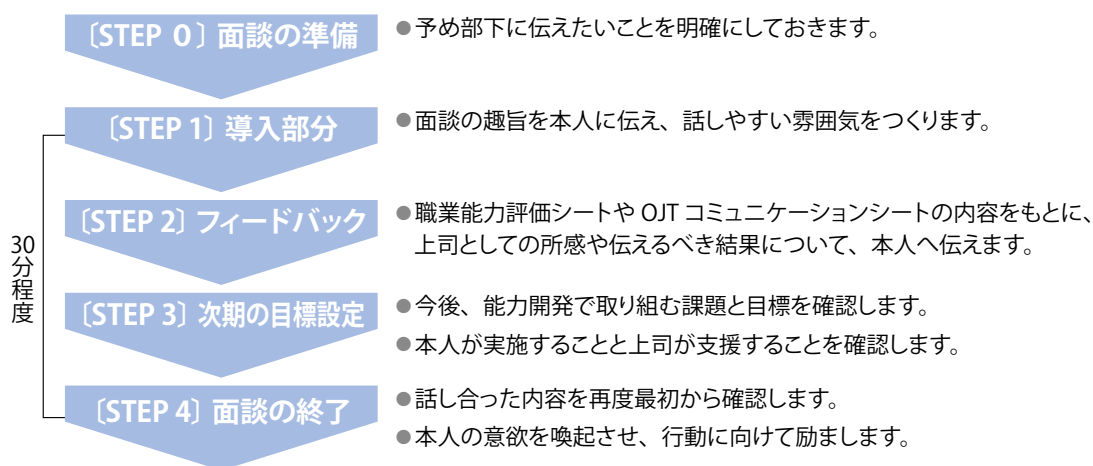 〔STEP 0〕面談の準備
●予め部下に伝えたいことを明確にしておきます。
〔STEP 1〕導入部分
●面談の趣旨を本人に伝え、話しやすい雰囲気をつくります。
〔STEP 2〕フィードバック
●職業能力評価シートや OJT コミュニケーションシートの内容をもとに、
上司としての所感や伝えるべき結果について、本人へ伝えます。
30分程度
〔STEP 3〕次期の目標設定
●今後、能力開発で取り組む課題と目標を確認します。
●本人が実施することと上司が支援することを確認します。
〔STEP 4〕面談の終了
●話し合った内容を再度最初から確認します。
●本人の意欲を喚起させ、行動に向けて励まします。